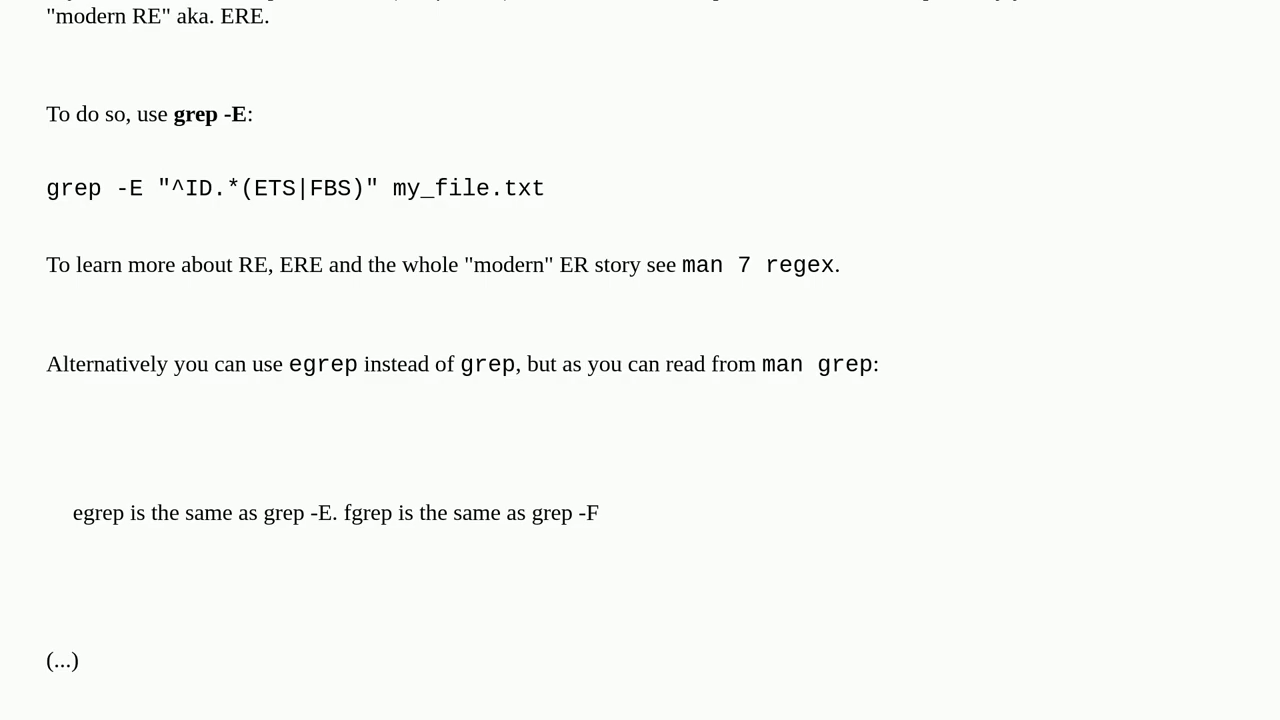 "modern RE" aka. ERE.
To do so, use grep -E:
grep -E "^ID.*(ETS|FBS)" my_file.txt
To learn more about RE, ERE and the whole "modern" ER story see man 7 regex.
Alternatively you can use egrep instead of grep, but as you can read from man grep:
egrep is the same as grep -E. fgrep is the same as grep -F
(...)